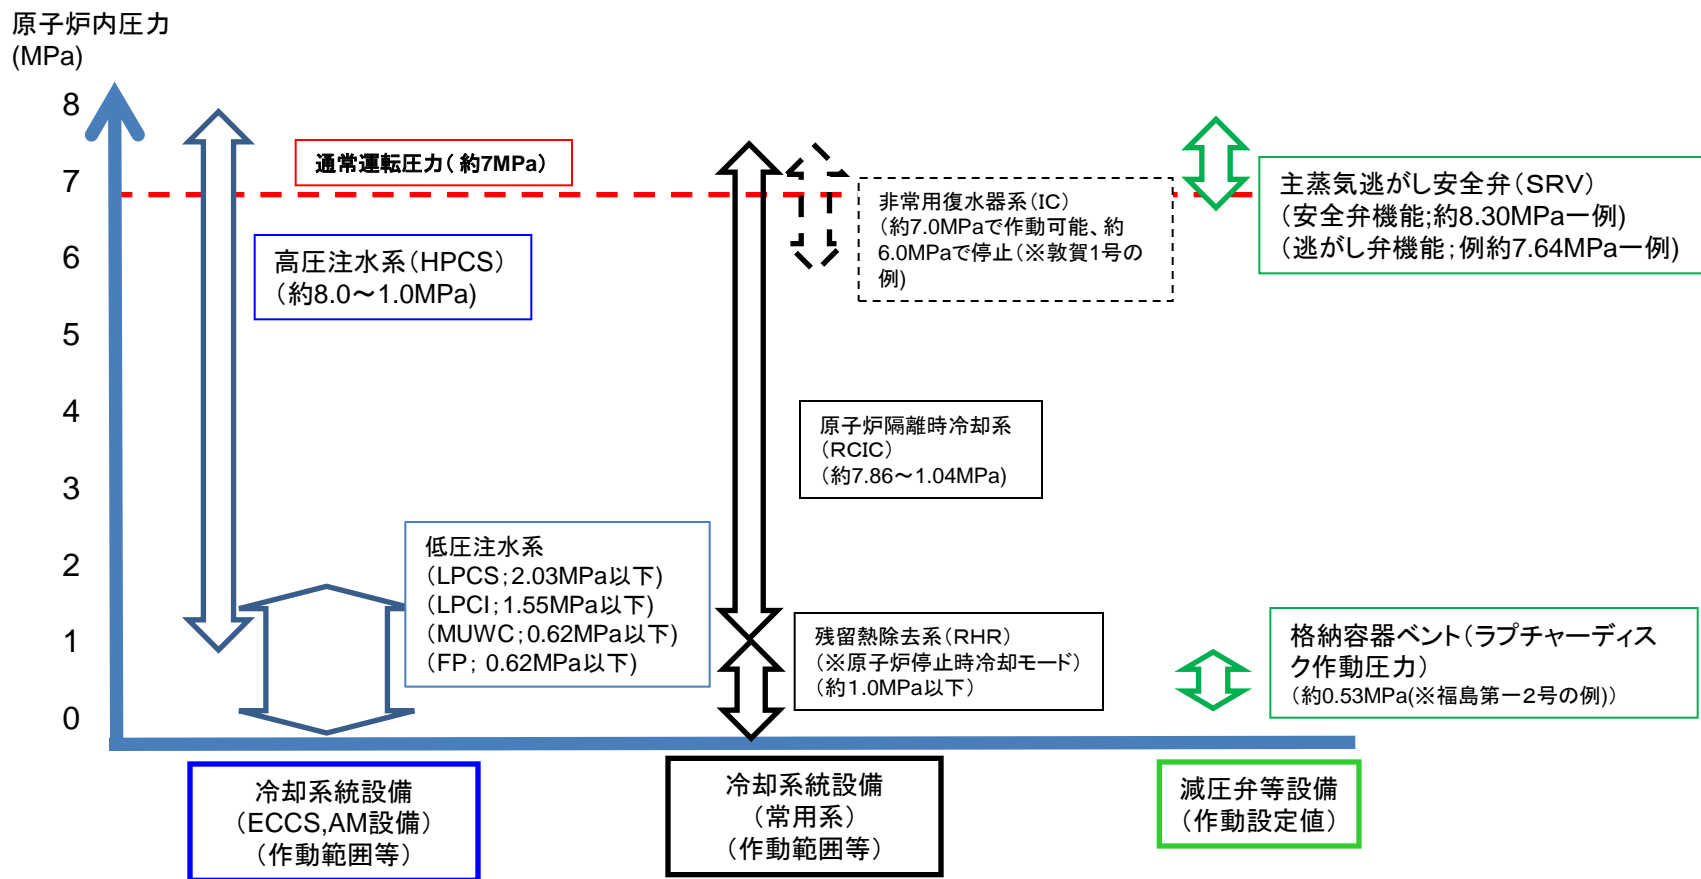 原子炉内圧力
(MPa)
8
7
6
5
4
3
2
1
0
通常運転圧力( 約7MPa)
高圧注水系(HPCS)
(約8.0～1.0MPa)
低圧注水系
(LPCS;2.03MPa以下)
(LPCI;1.55MPa以下)
(MUWC;0.62MPa以下)
(FP; 0.62MPa以下)
非常用復水器系(IC)
(約7.0MPaで作動可能、約
6.0MPaで停止(※敦賀1号の
例)
原子炉隔離時冷却系
(RCIC)
(約7.86～1.04MPa)
残留熱除去系(RHR)
(※原子炉停止時冷却モード)
(約1.0MPa以下)
主蒸気逃がし安全弁(SRV)
(安全弁機能;約8.30MPa一例)
(逃がし弁機能;例約7.64MPa一例)
格納容器ベント(ラプチャーディス
ク作動圧力)
(約0.53MPa(※福島第一2号の例))
冷却系統設備
(ECCS,AM設備)
(作動範囲等)
冷却系統設備
(常用系)
(作動範囲等)
減圧弁等設備
(作動設定値)